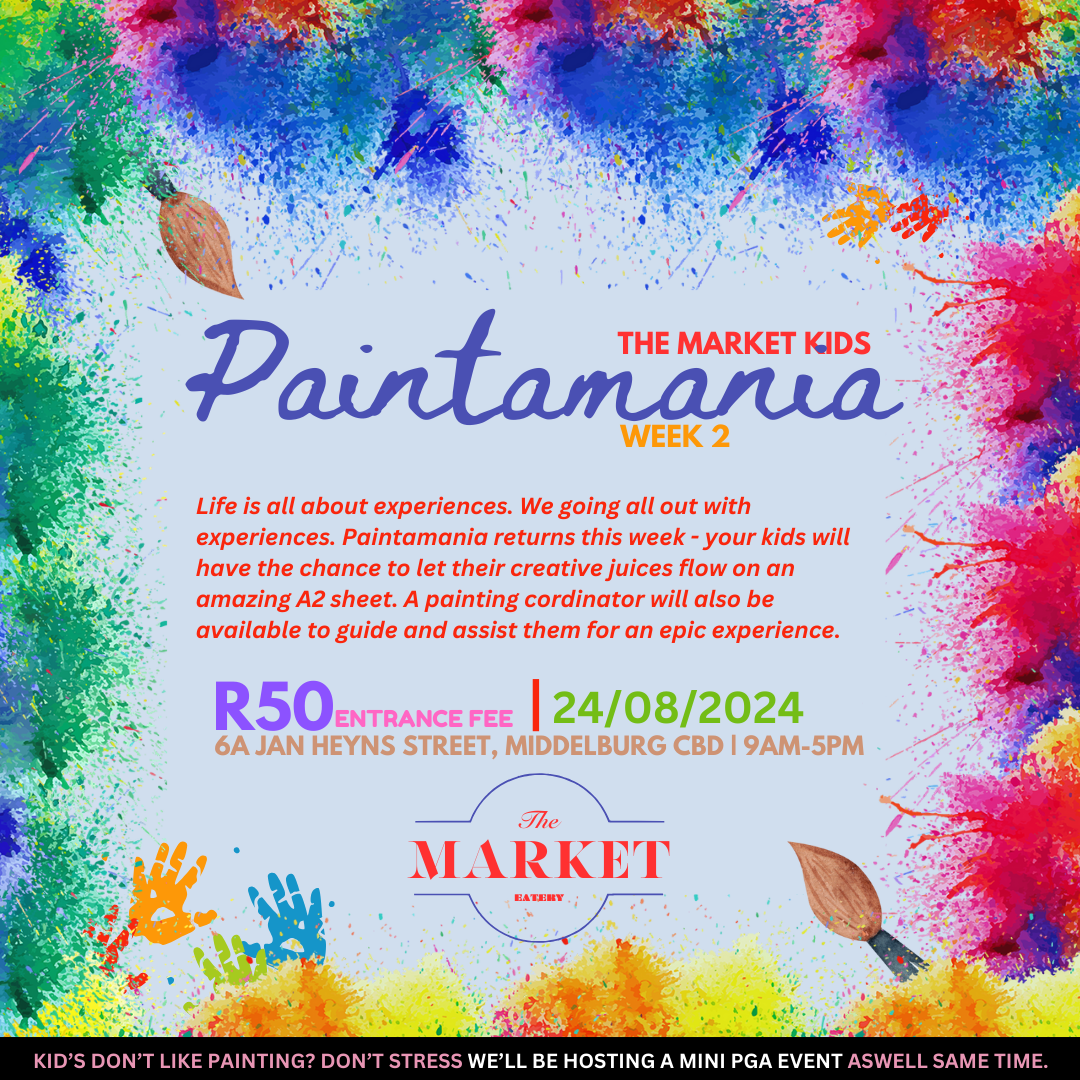 THE MARKET KIDS
Paintamania
WEEK 2
Life is all about experiences. We going all out with
experiences. Paintamania returns this week - your kids will
have the chance to let their creative juices flow on an
amazing A2 sheet. A painting cordinator will also be
available to guide and assist them for an epic experience.
R50 ENTRANCE FEE | 24/08/2024
6A JAN HEYNS STREET, MIDDELBURG CBD | 9AM-5PM
The
MARKET
EATERY
KID'S DON'T LIKE PAINTING? DON'T STRESS WE'LL BE HOSTING A MINI PGA EVENT ASWELL SAME TIME.